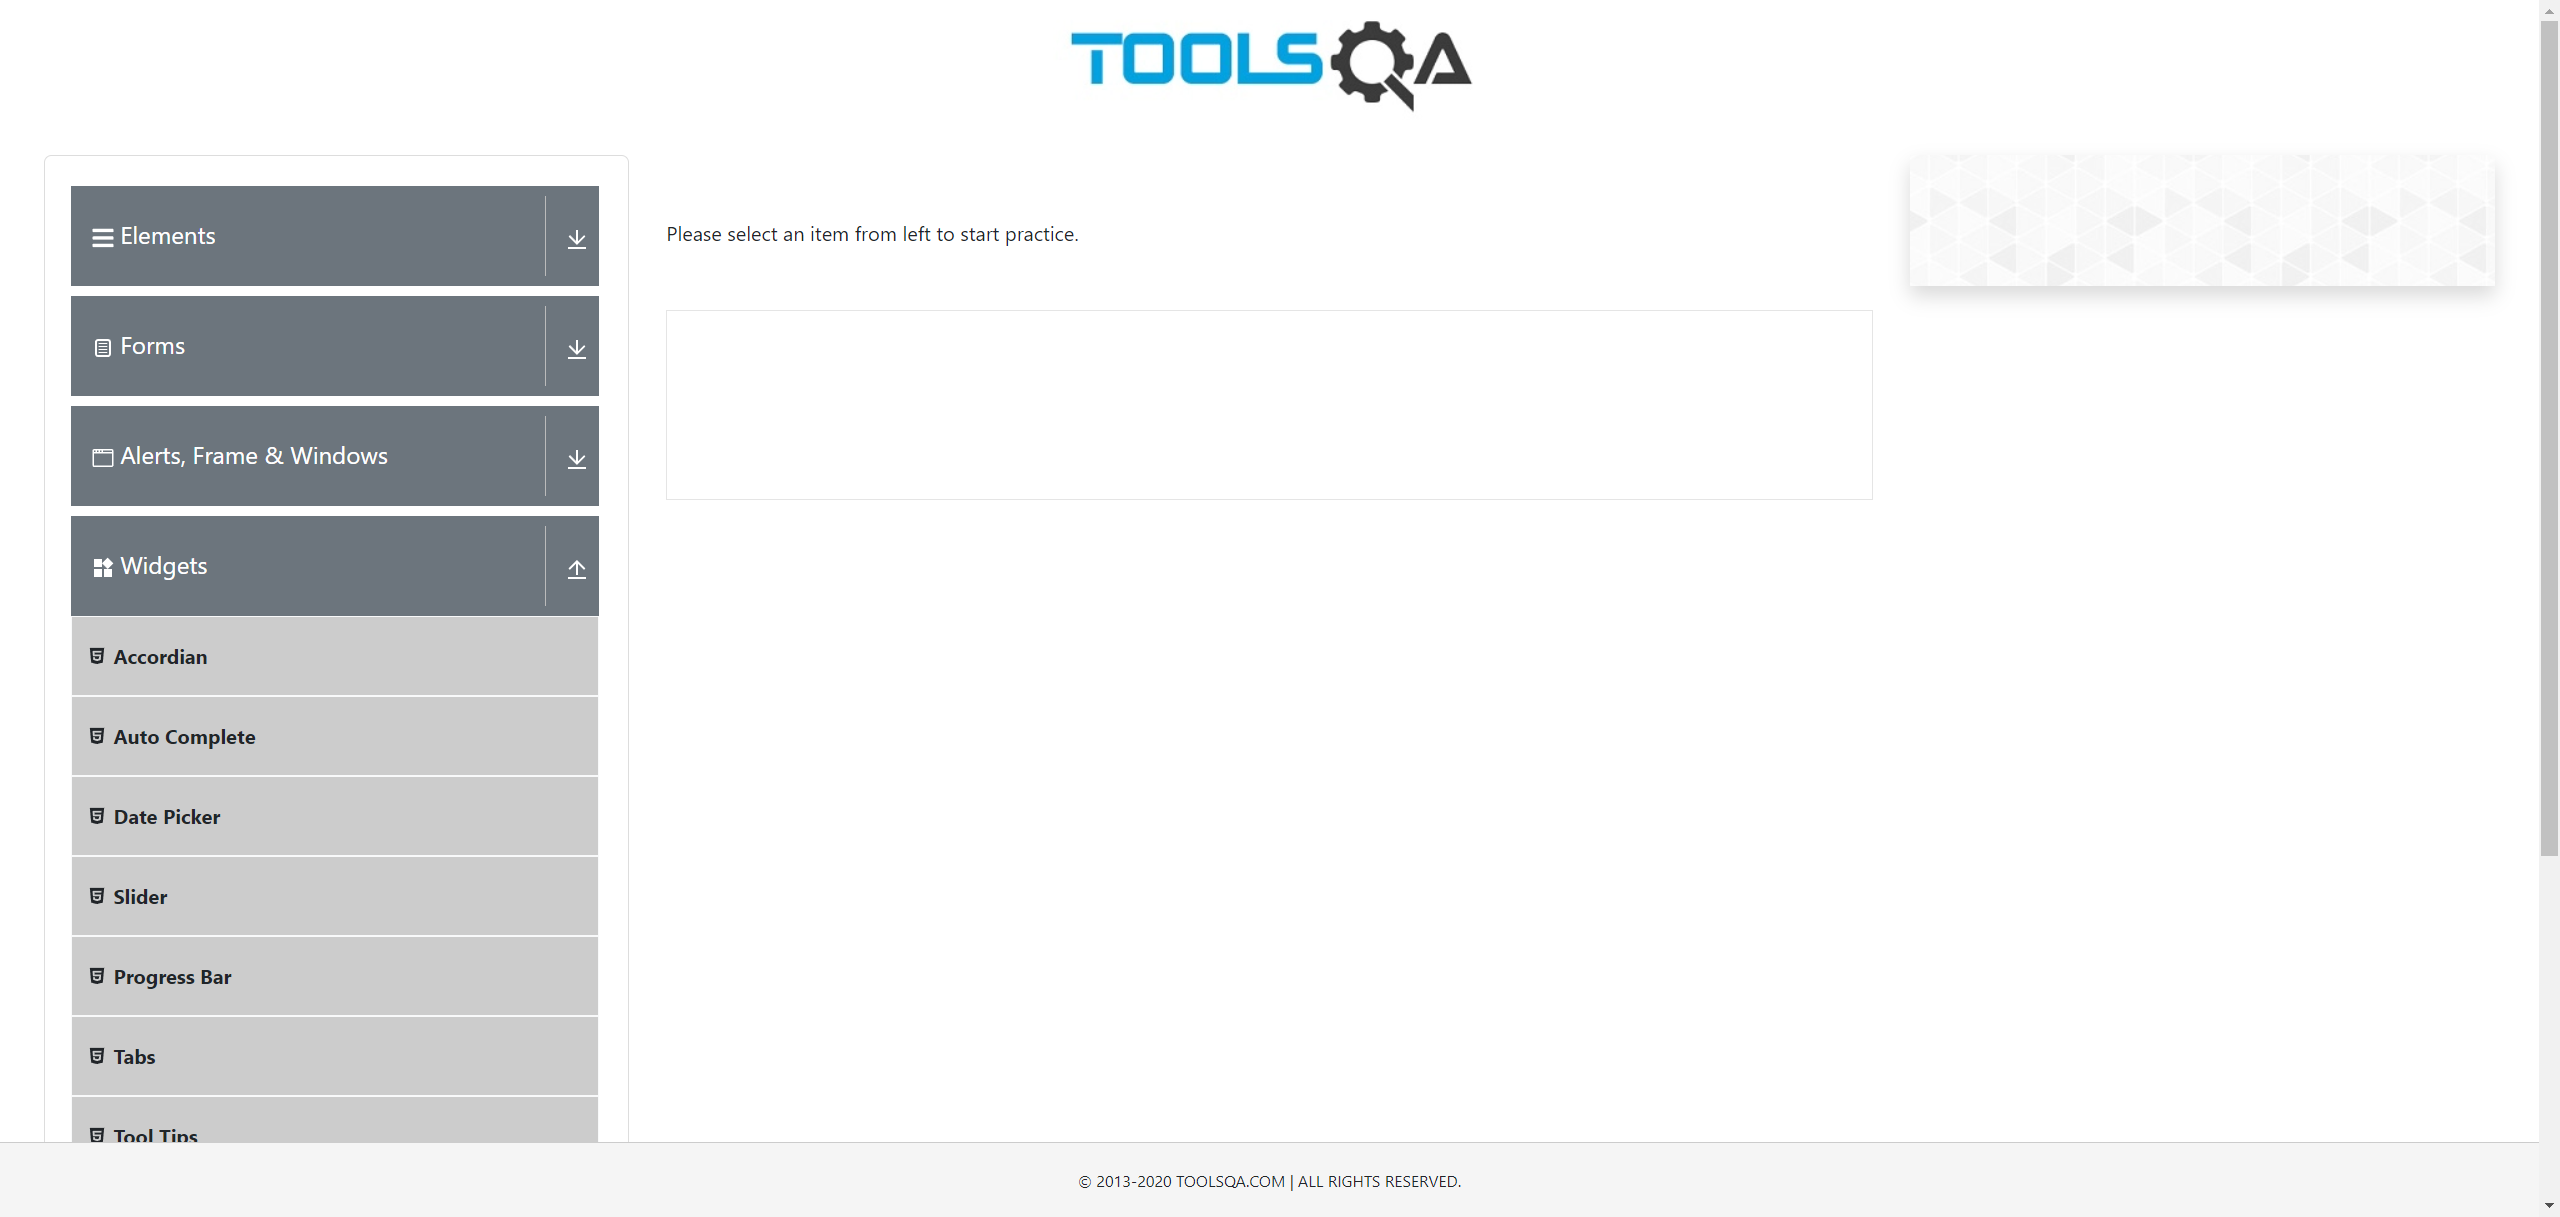 TOOLSQA
Elements
Forms
Alerts, Frame & Windows
Widgets
Accordian
Auto Complete
Date Picker
Slider
Progress Bar
Tabs
Tool Tips
Please select an item from left to start practice.
© 2013-2020 TOOLSQA.COM | ALL RIGHTS RESERVED.